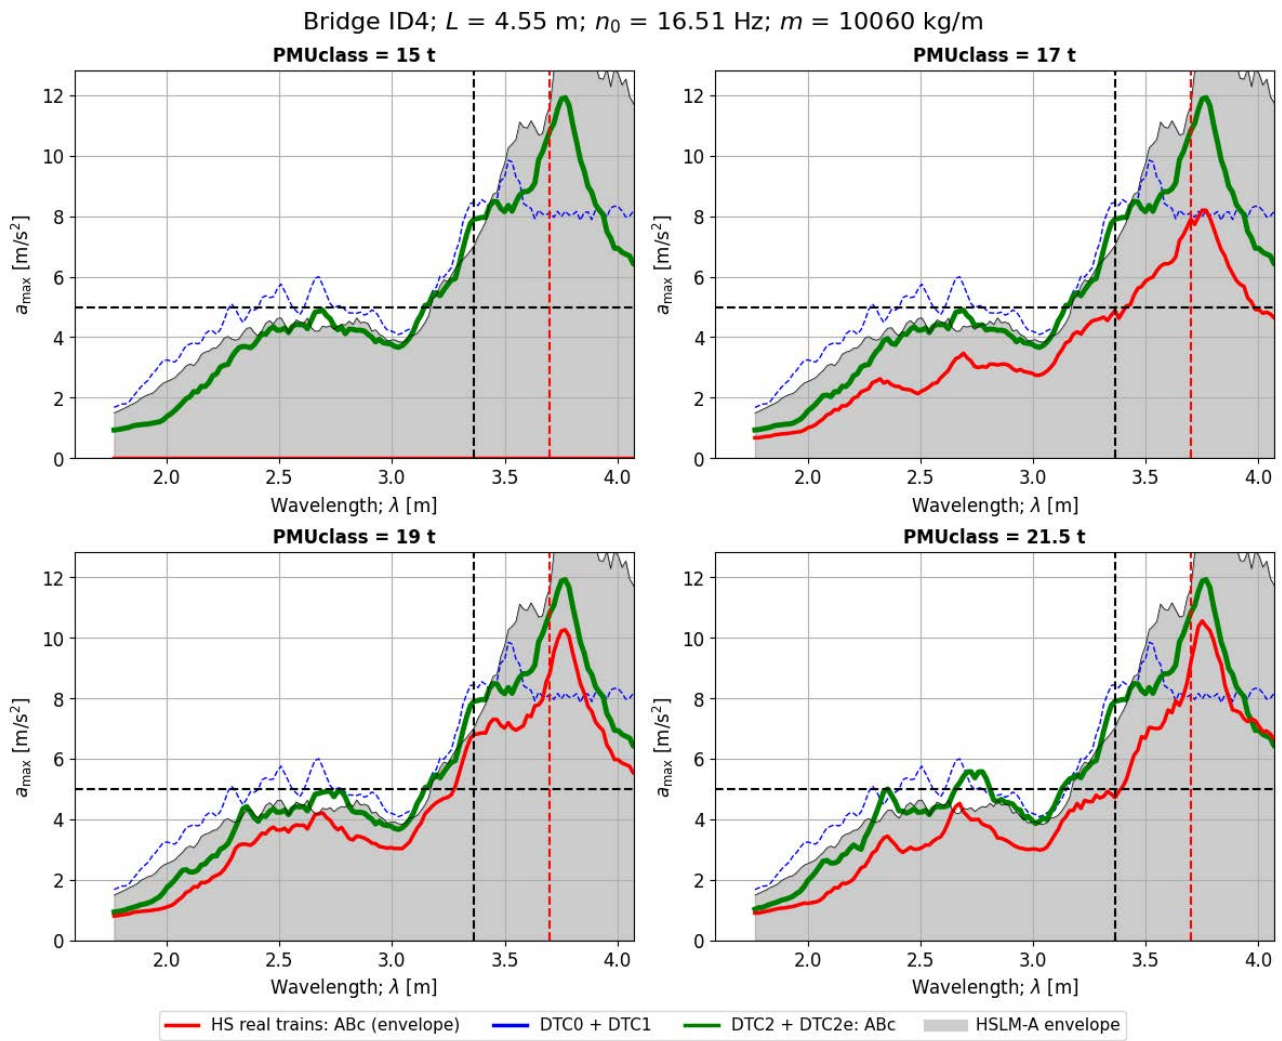 Bridge ID4; L = 4.55 m; n₀ = 16.51 Hz; m = 10060 kg/m
PMUclass = 15 t
12
10
8
6
4
2
0
a_max [m/s²]
2.0 2.5 3.0 3.5 4.0
Wavelength; λ [m]
PMUclass = 17 t
12
10
8
6
4
2
0
a_max [m/s²]
2.0 2.5 3.0 3.5 4.0
Wavelength; λ [m]
PMUclass = 19 t
12
10
8
6
4
2
0
a_max [m/s²]
2.0 2.5 3.0 3.5 4.0
Wavelength; λ [m]
PMUclass = 21.5 t
12
10
8
6
4
2
0
a_max [m/s²]
2.0 2.5 3.0 3.5 4.0
Wavelength; λ [m]
HS real trains: ABc (envelope) DTC0 + DTC1 DTC2 + DTC2e: ABc HSLM-A envelope